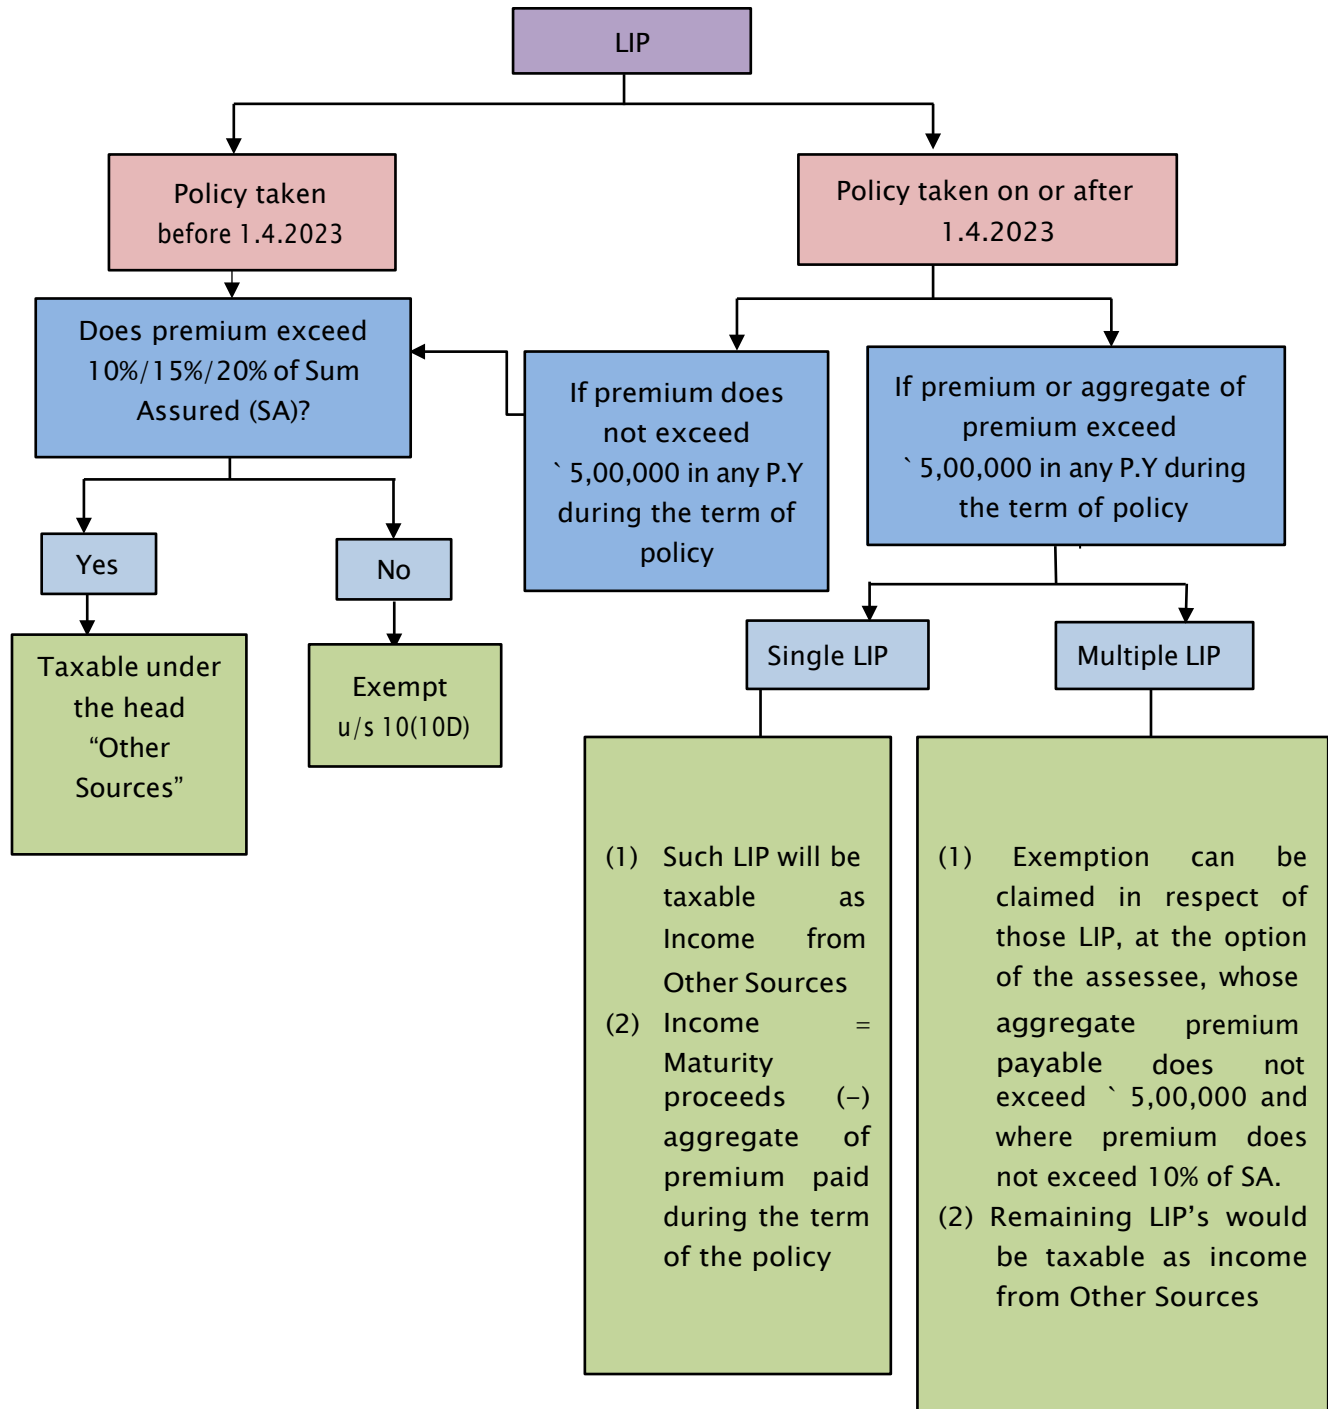 LIP
Policy taken
before 1.4.2023
Policy taken on or after
1.4.2023
Does premium exceed
10%/15%/20% of Sum
Assured (SA)?
If premium does
not exceed
` 5,00,000 in any P.Y
during the term of
policy
If premium or aggregate of
premium exceed
` 5,00,000 in any P.Y during
the term of policy
Yes
No
Taxable under
the head
“Other
Sources”
Exempt
u/s 10(10D)
Single LIP
Multiple LIP
(1) Such LIP will be
taxable as
Income from
Other Sources
(2) Income =
Maturity
proceeds (–)
aggregate of
premium paid
during the term
of the policy
(1) Exemption can be
claimed in respect of
those LIP, at the option
of the assessee, whose
aggregate premium
payable does not
exceed ` 5,00,000 and
where premium does
not exceed 10% of SA.
(2) Remaining LIP’s would
be taxable as income
from Other Sources